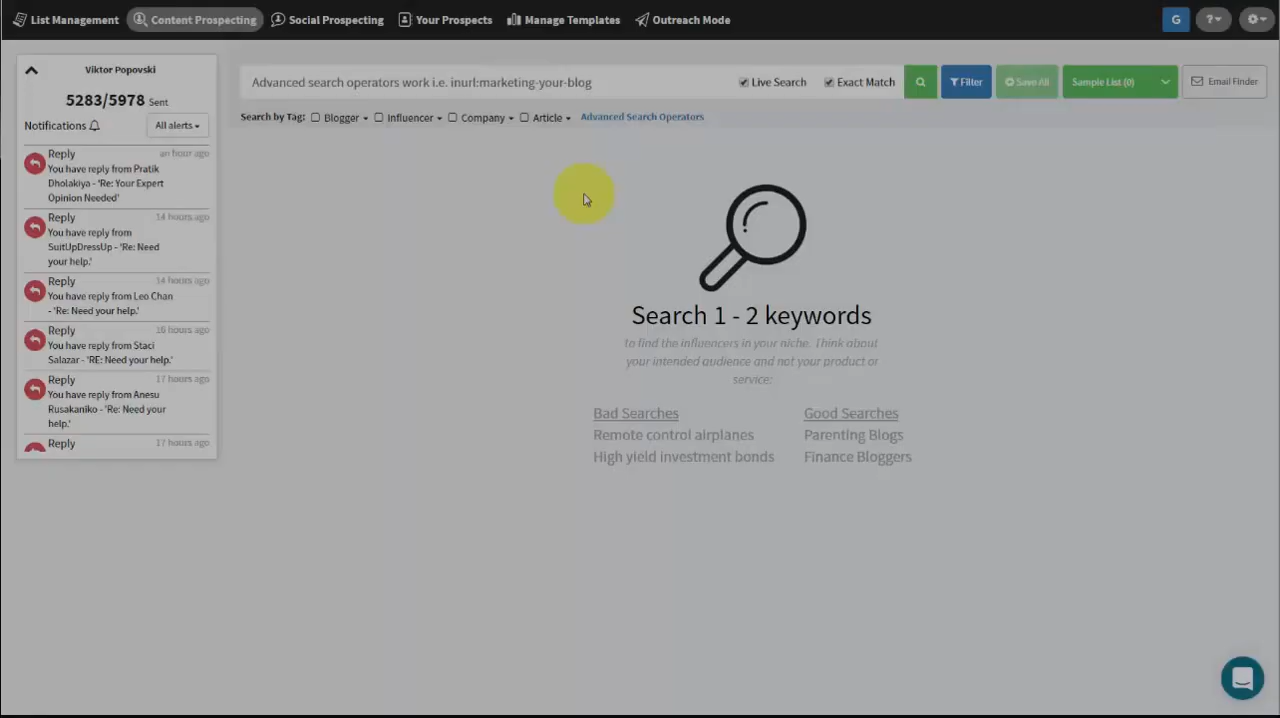 List Management Content Prospecting Social Prospecting Your Prospects Manage Templates Outreach Mode G ?
Viktor Popovski
5283/5978 Sent
Notifications All alerts
Reply an hour ago
You have reply from Pratik
Dholakiya - 'Re: Your Expert
Opinion Needed'
Reply 14 hours ago
You have reply from
SuitUpDressUp - 'Re: Need
your help.'
Reply 14 hours ago
You have reply from Leo Chan
- 'Re: Need your help.'
Reply 16 hours ago
You have reply from Staci
Salazar - 'RE: Need your help.'
Reply 17 hours ago
You have reply from Anesu
Rusakaniko - 'Re: Need your
help.'
Reply 17 hours ago
Advanced search operators work i.e. inurl:marketing-your-blog Live Search Exact Match Filter Save All Sample List (0) Email Finder
Search by Tag: Blogger Influencer Company Article Advanced Search Operators
Search 1 - 2 keywords
to find the influencers in your niche. Think about
your intended audience and not your product or
service:
Bad Searches Good Searches
Remote control airplanes Parenting Blogs
High yield investment bonds Finance Bloggers